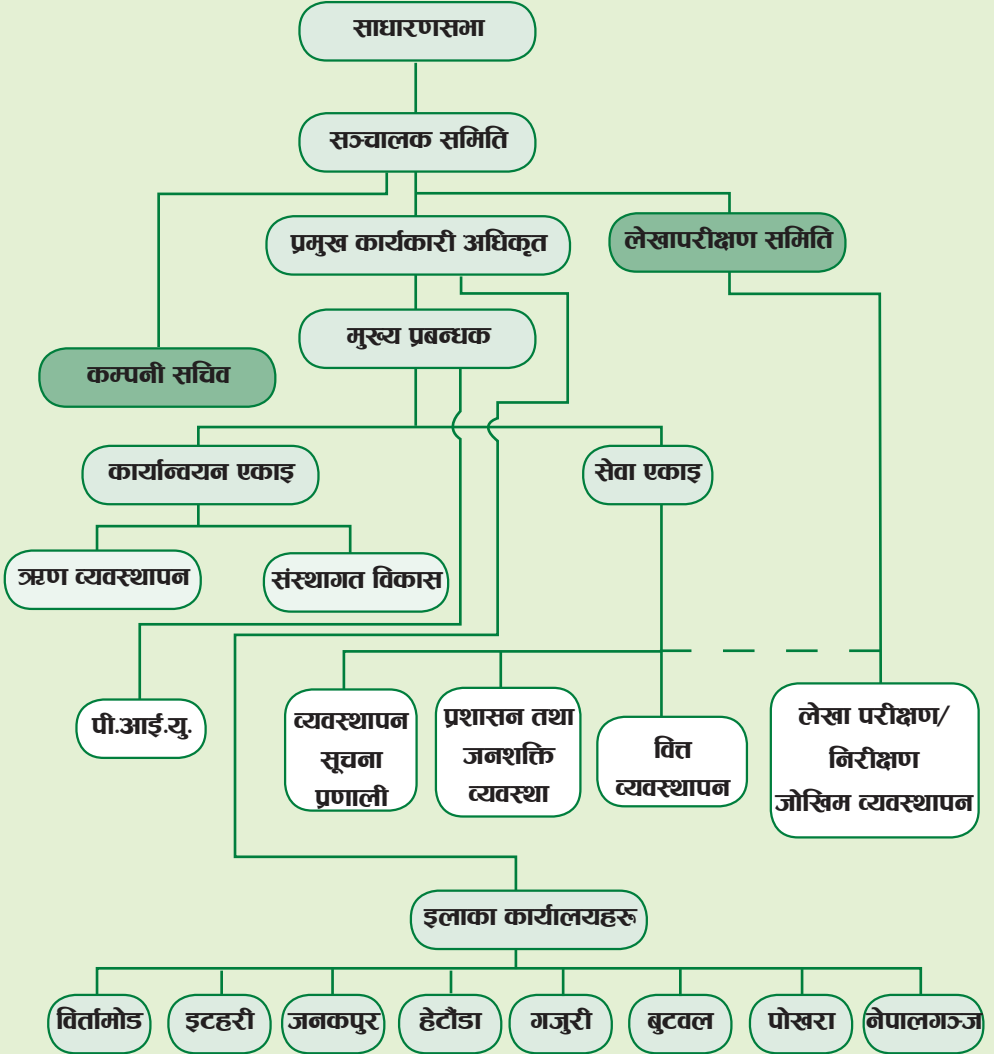 साधारणसभा
सञ्चालक समिति
प्रमुख कार्यकारी अधिकृत
लेखापरीक्षण समिति
मुख्य प्रबन्धक
कम्पनी सचिव
कार्यान्वयन एकाइ
सेवा एकाइ
ऋण व्यवस्थापन
संस्थागत विकास
पी.आई.यु.
व्यवस्थापन
सूचना
प्रणाली
प्रशासन तथा
जनशक्ति
व्यवस्था
वित्त
व्यवस्थापन
लेखा परीक्षण/
निरीक्षण
जोखिम व्यवस्थापन
इलाका कार्यालयहरू
विर्तामोड
इटहरी
जनकपुर
हेटौंडा
गजुरी
बुटवल
पोखरा
नेपालगञ्ज